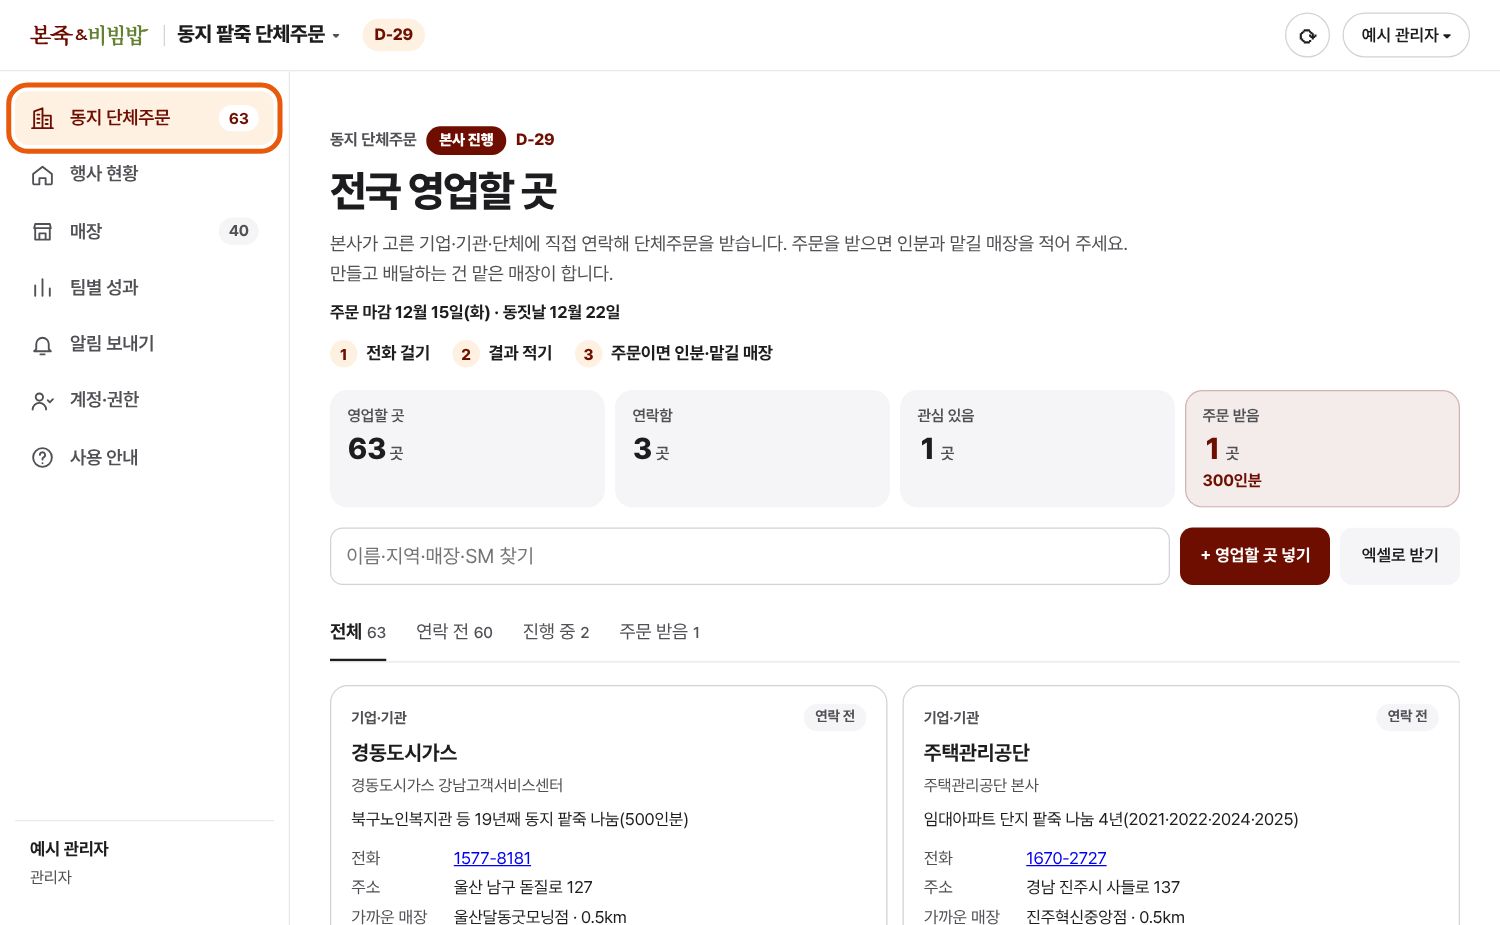 본죽&비빔밥
동지 팥죽 단체주문
D-29
예시 관리자
동지 단체주문
63
행사 현황
매장
40
팀별 성과
알림 보내기
계정·권한
사용 안내
예시 관리자
관리자
동지 단체주문 본사 진행 D-29
전국 영업할 곳
본사가 고른 기업·기관·단체에 직접 연락해 단체주문을 받습니다. 주문을 받으면 인분과 맡길 매장을 적어 주세요.
만들고 배달하는 건 맡은 매장이 합니다.
주문 마감 12월 15일(화) · 동짓날 12월 22일
1 전화 걸기 2 결과 적기 3 주문이면 인분·맡길 매장
영업할 곳
63 곳
연락함
3 곳
관심 있음
1 곳
주문 받음
1 곳
300인분
이름·지역·매장·SM 찾기
+ 영업할 곳 넣기
엑셀로 받기
전체 63 연락 전 60 진행 중 2 주문 받음 1
기업·기관
연락 전
경동도시가스
경동도시가스 강남고객서비스센터
북구노인복지관 등 19년째 동지 팥죽 나눔(500인분)
전화 1577-8181
주소 울산 남구 돋질로 127
가까운 매장 울산달동굿모닝점 · 0.5km
기업·기관
연락 전
주택관리공단
주택관리공단 본사
임대아파트 단지 팥죽 나눔 4년(2021·2022·2024·2025)
전화 1670-2727
주소 경남 진주시 사들로 137
가까운 매장 진주혁신중앙점 · 0.5km